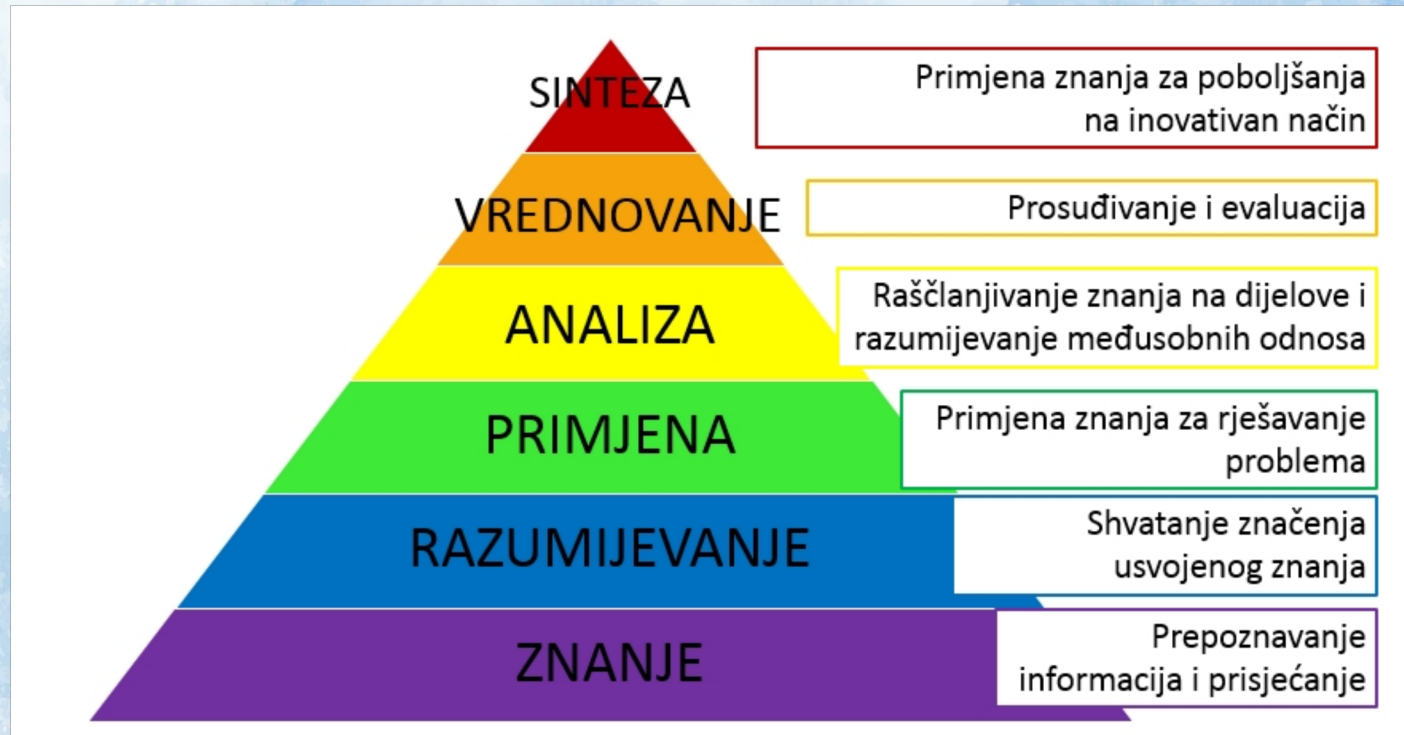 SINTEZA
Primjena znanja za poboljšanja
na inovativan način
VREDNOVANJE
Prosuđivanje i evaluacija
ANALIZA
Raščlanjivanje znanja na dijelove i
razumijevanje međusobnih odnosa
PRIMJENA
Primjena znanja za rješavanje
problema
RAZUMIJEVANJE
Shvatanje značenja
usvojenog znanja
ZNANJE
Prepoznavanje
informacija i prisjećanje